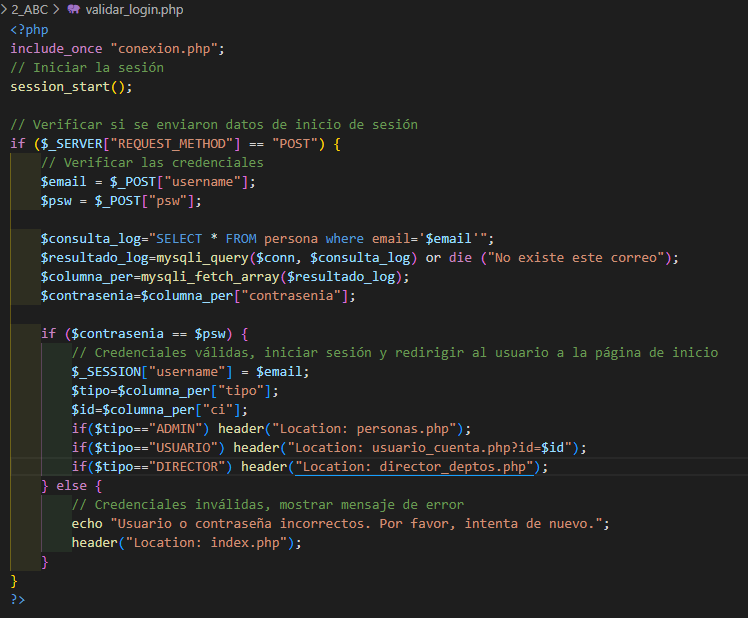 2_ABC > validar_login.php
<?php
include_once "conexion.php";
// Iniciar la sesión
session_start();
// Verificar si se enviaron datos de inicio de sesión
if ($_SERVER["REQUEST_METHOD"] == "POST") {
// Verificar las credenciales
$email = $_POST["username"];
$psw = $_POST["psw"];
$consulta_log="SELECT * FROM persona where email='$email'";
$resultado_log=mysqli_query($conn, $consulta_log) or die ("No existe este correo");
$columna_per=mysqli_fetch_array($resultado_log);
$contrasenia=$columna_per["contrasenia"];
if ($contrasenia == $psw) {
// Credenciales válidas, iniciar sesión y redirigir al usuario a la página de inicio
$_SESSION["username"] = $email;
$tipo=$columna_per["tipo"];
$id=$columna_per["ci"];
if($tipo=="ADMIN") header("Location: personas.php");
if($tipo=="USUARIO") header("Location: usuario_cuenta.php?id=$id");
if($tipo=="DIRECTOR") header("Location: director_deptos.php");
} else {
// Credenciales inválidas, mostrar mensaje de error
echo "Usuario o contraseña incorrectos. Por favor, intenta de nuevo.";
header("Location: index.php");
}
}
?>